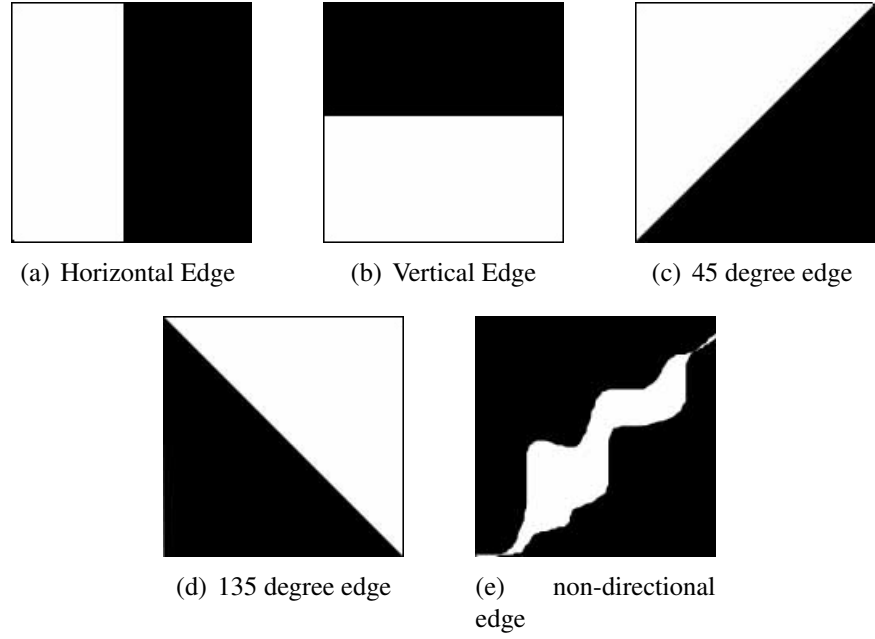 (a) Horizontal Edge
(b) Vertical Edge
(c) 45 degree edge
(d) 135 degree edge
(e) non-directional
edge